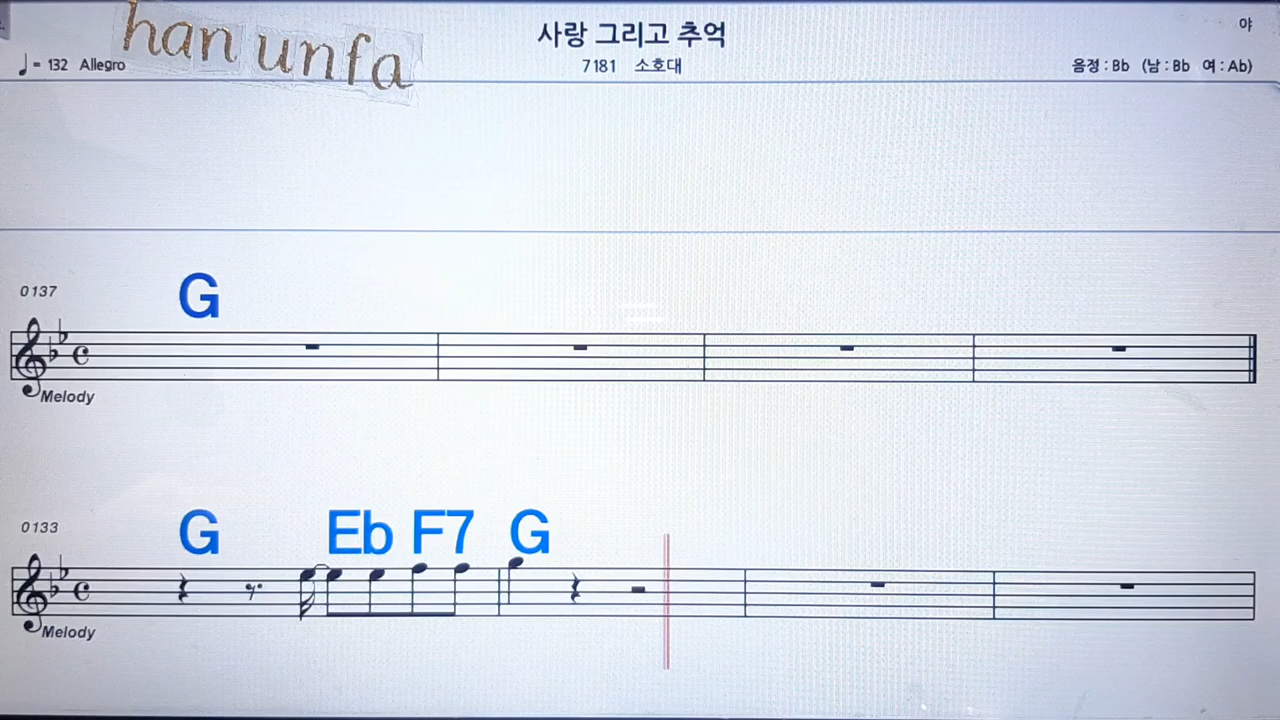 han unfa
사랑 그리고 추억
야
♩= 132 Allegro
7181 소호대
음정 : Bb (남 : Bb 여 : Ab)
0137
G
Melody
0133
G Eb F7 G
Melody